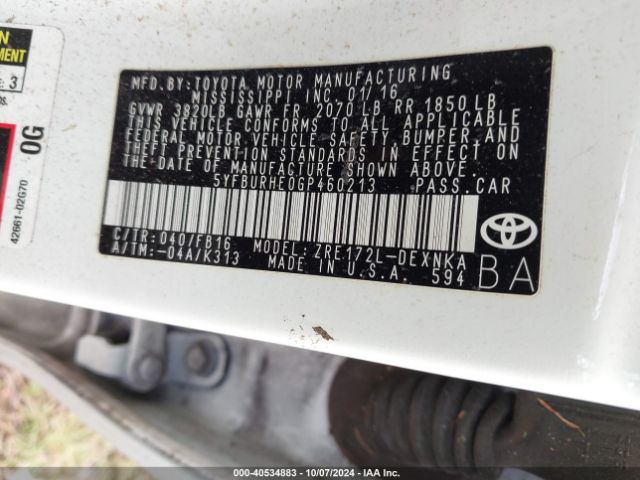 MFD.BY:TOYOTA MOTOR MANUFACTURING
MISSISSIPPI, INC. 01/16
GVWR 3820LB GAWR FR 2070 LB RR 1850 LB
THIS VEHICLE CONFORMS TO ALL APPLICABLE
FEDERAL MOTOR VEHICLE SAFETY, BUMPER, AND
THEFT PREVENTION STANDARDS IN EFFECT ON
THE DATE OF MANUFACTURE SHOWN ABOVE.
5YFBURHE0GP460213 PASS.CAR
C/TR: 040/FB16 MODEL: ZRE172L-DEXNKA
A/TM:-04A/K313 MADE IN U.S.A. 594
BA
3
0G
42661-02G70
000-40534883 - 10/07/2024 - IAA Inc.